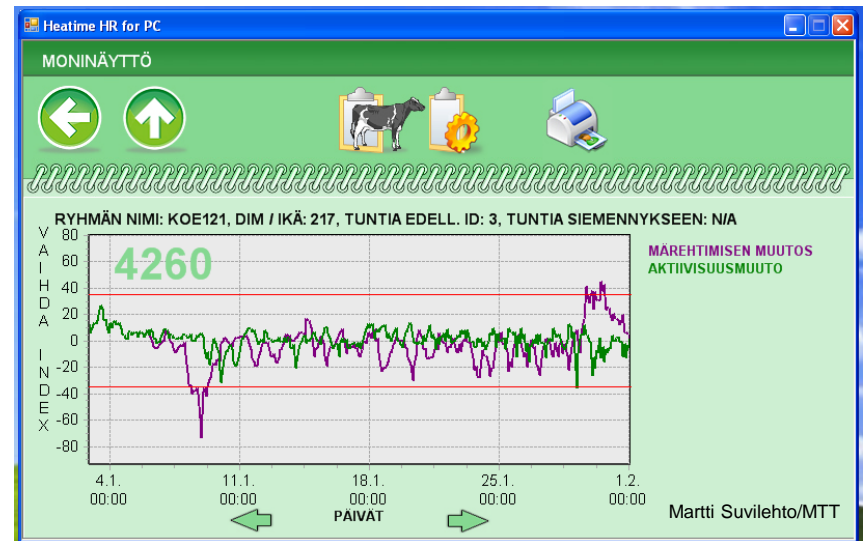 Heatime HR for PC
MONINÄYTTÖ
RYHMÄN NIMI: KOE121, DIM / IKÄ: 217, TUNTIA EDELL. ID: 3, TUNTIA SIEMENNYKSEEN: N/A
VAIHDA INDEX
80
60
40
20
0
-20
-40
-60
-80
4260
MÄREHTIMISEN MUUTOS
AKTIIVISUUSMUUTO
4.1. 11.1. 18.1. 25.1. 1.2.
00:00 00:00 00:00 00:00 00:00
PÄIVÄT
Martti Suvilehto/MTT